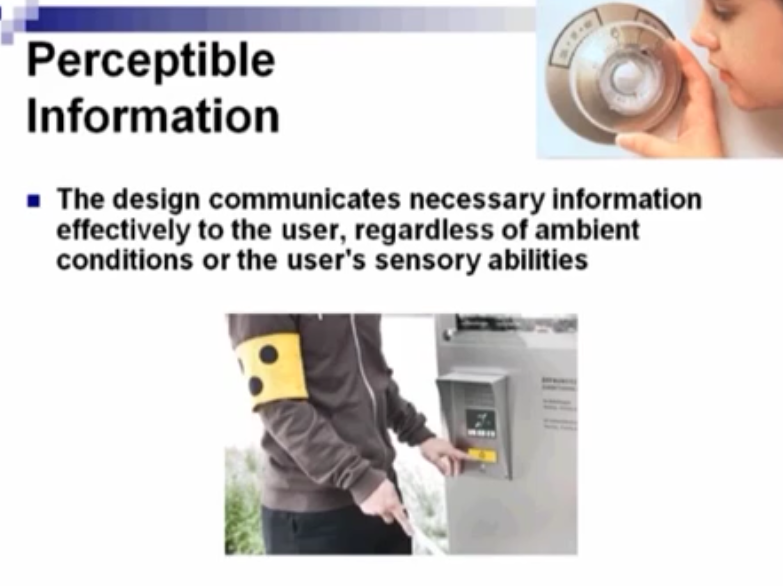 Perceptible
Information
The design communicates necessary information
effectively to the user, regardless of ambient
conditions or the user's sensory abilities